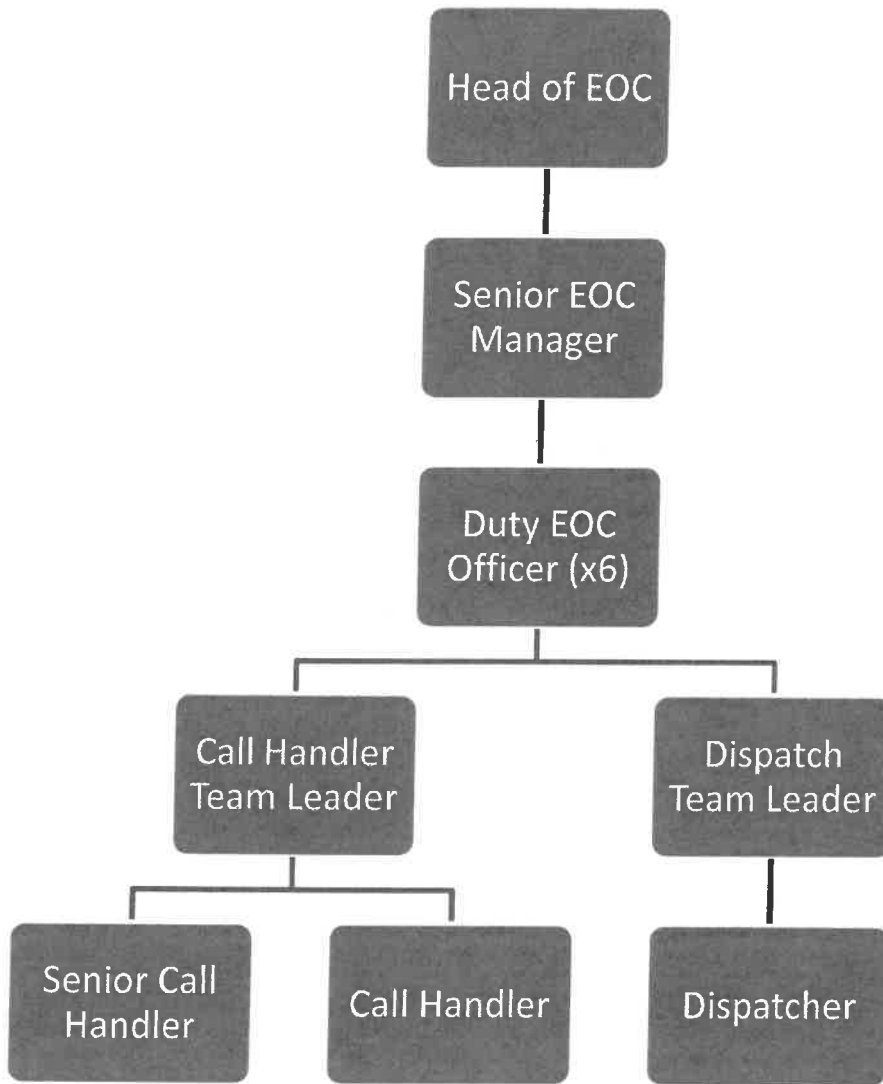 Head of EOC
Senior EOC
Manager
Duty EOC
Officer (x6)
Call Handler
Team Leader
Dispatch
Team Leader
Senior Call
Handler
Call Handler
Dispatcher